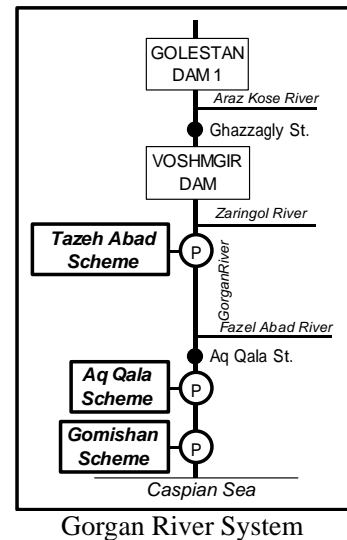 GOLESTAN
DAM 1
Araz Kose River
Ghazzagly St.
VOSHMGIR
DAM
Zaringol River
Tazeh Abad
Scheme
P
GorganRiver
Fazel Abad River
Aq Qala St.
Aq Qala
Scheme
P
Gomishan
Scheme
P
Caspian Sea
Gorgan River System